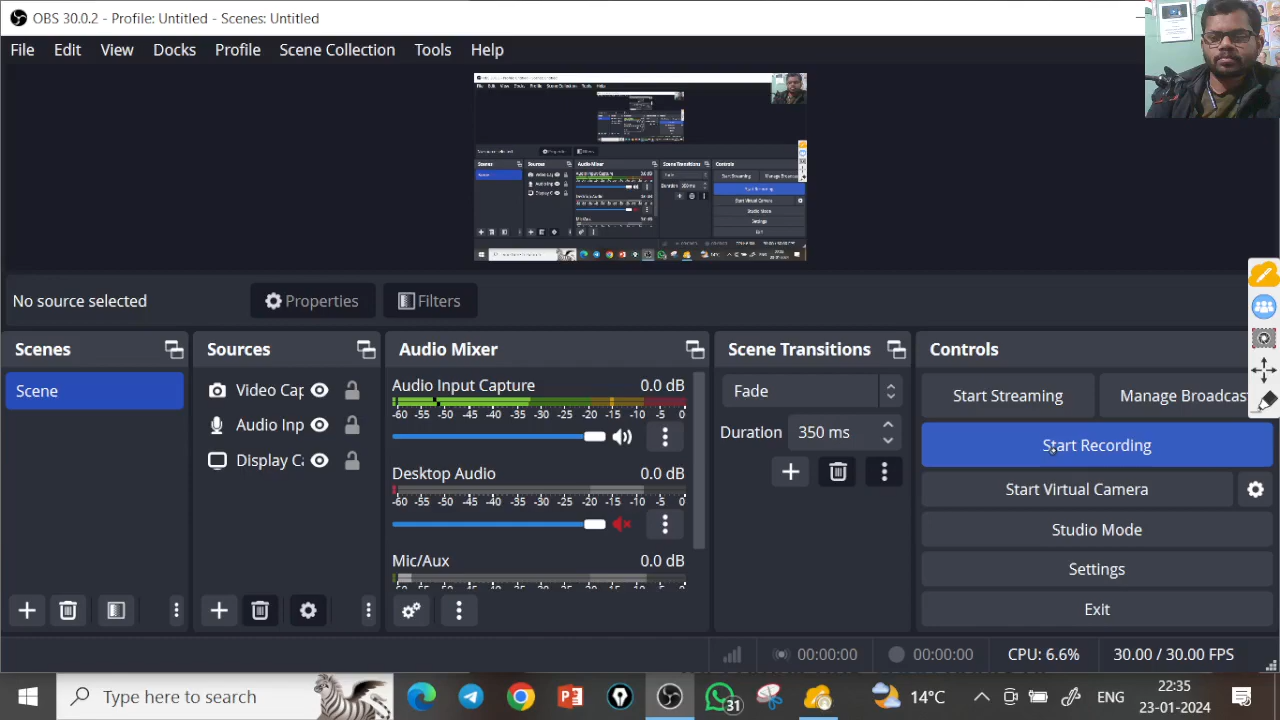 OBS 30.0.2 - Profile: Untitled - Scenes: Untitled
File Edit View Docks Profile Scene Collection Tools Help
No source selected Properties Filters
Scenes Sources Audio Mixer Scene Transitions Controls
Scene
Video Cap
Audio Inp
Display Ca
Audio Input Capture 0.0 dB
-60 -55 -50 -45 -40 -35 -30 -25 -20 -15 -10 -5 0
Desktop Audio 0.0 dB
-60 -55 -50 -45 -40 -35 -30 -25 -20 -15 -10 -5 0
Mic/Aux 0.0 dB
Fade
Duration 350 ms
Start Streaming Manage Broadcas
Start Recording
Start Virtual Camera
Studio Mode
Settings
Exit
00:00:00 00:00:00 CPU: 6.6% 30.00 / 30.00 FPS
Type here to search 31 14°C ENG 22:35
23-01-2024